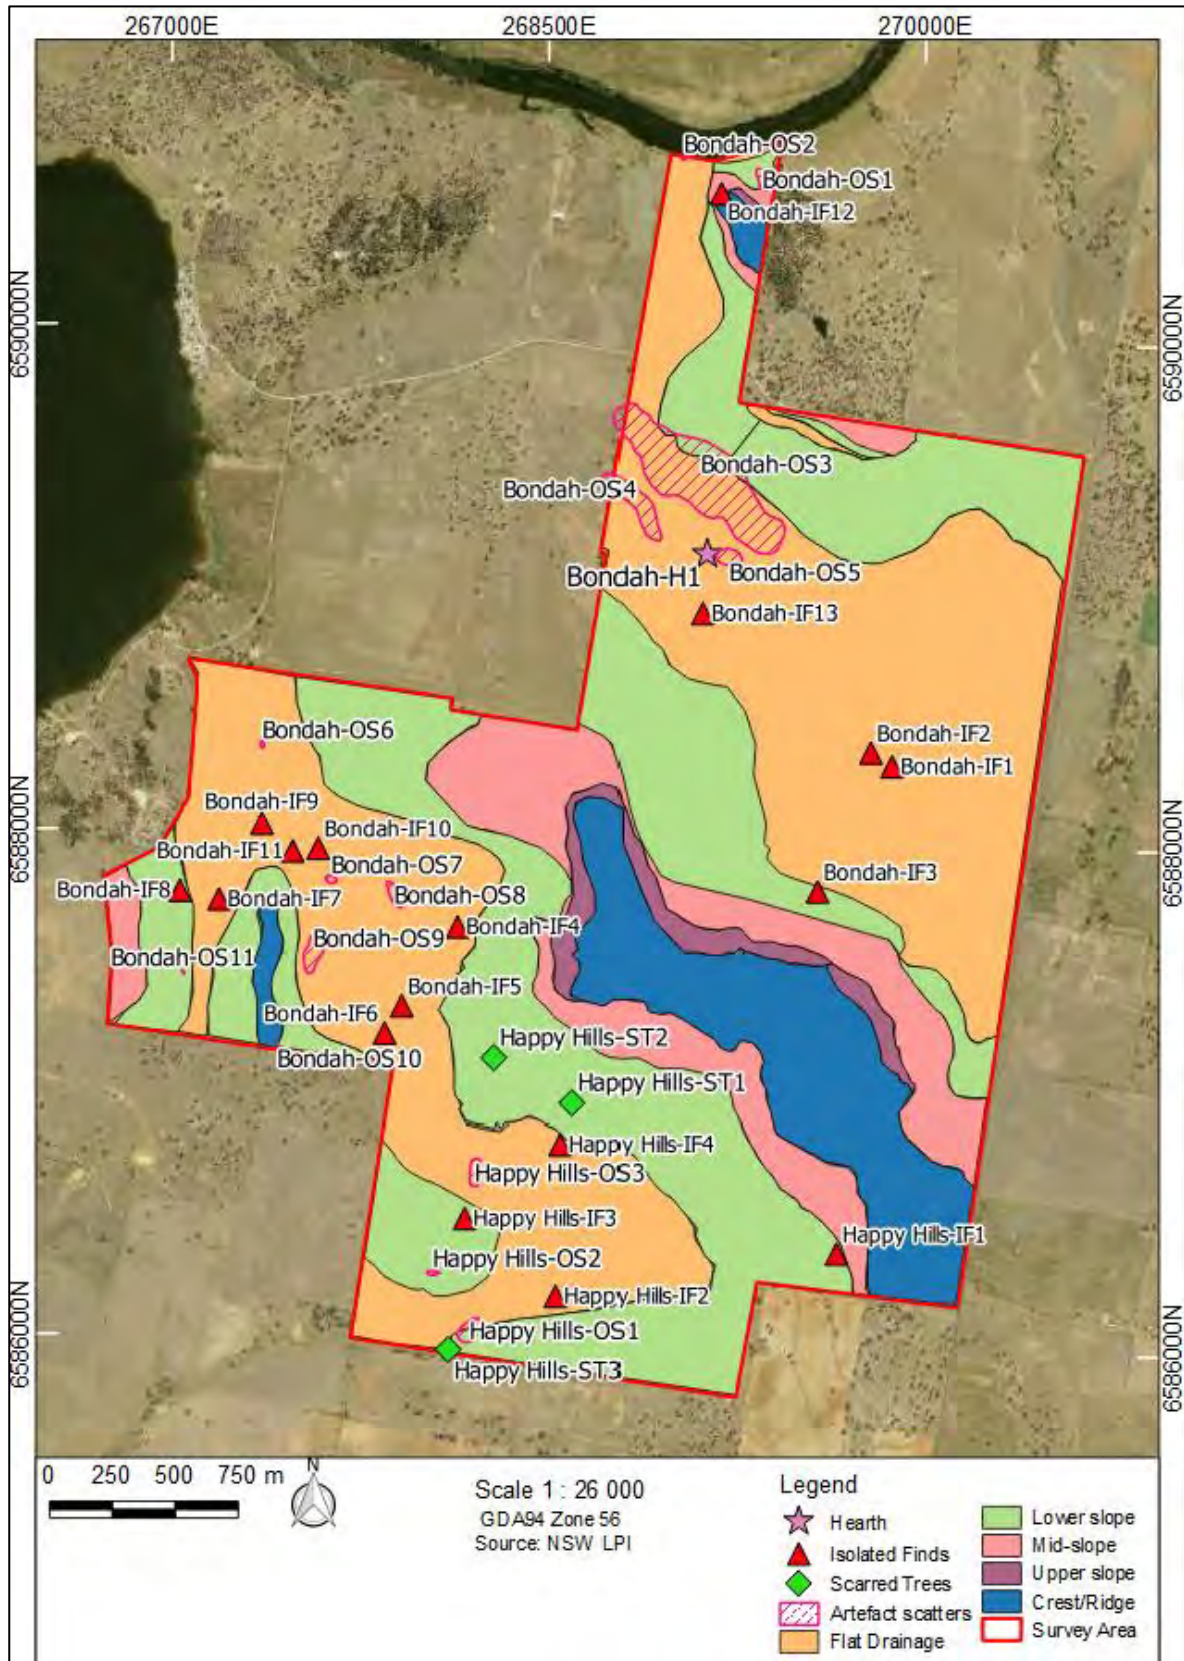 267000E 268500E 270000E
Bondah-OS2
Bondah-OS1
Bondah-IF12
6590000N
6590000N
Bondah-OS3
Bondah-OS4
Bondah-OS5
Bondah-H1
Bondah-IF13
Bondah-OS6
Bondah-IF2
Bondah-IF1
Bondah-IF9
6588000N
6588000N
Bondah-IF10
Bondah-IF11
Bondah-OS7
Bondah-IF3
Bondah-IF8
Bondah-IF7
Bondah-OS8
Bondah-IF4
Bondah-OS9
Bondah-OS11
Bondah-IF5
Bondah-IF6
Happy Hills-ST2
Bondah-OS10
Happy Hills-ST1
Happy Hills-IF4
Happy Hills-OS3
Happy Hills-IF3
Happy Hills-IF1
Happy Hills-OS2
Happy Hills-IF2
6586000N
6586000N
Happy Hills-OS1
Happy Hills-ST3
0 250 500 750 m
N
Scale 1 : 26 000
GDA94 Zone 56
Source: NSW LPI
Legend
Hearth
Isolated Finds
Scarred Trees
Artefact scatters
Flat Drainage
Lower slope
Mid-slope
Upper slope
Crest/Ridge
Survey Area